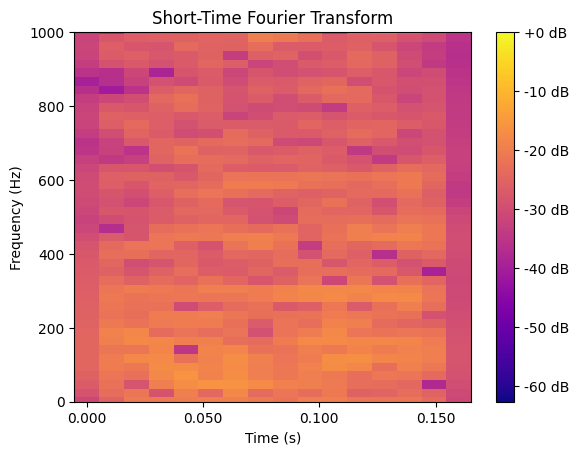 Short-Time Fourier Transform
1000
800
600
400
200
0
Frequency (Hz)
0.000
0.050
0.100
0.150
Time (s)
+0 dB
-10 dB
-20 dB
-30 dB
-40 dB
-50 dB
-60 dB